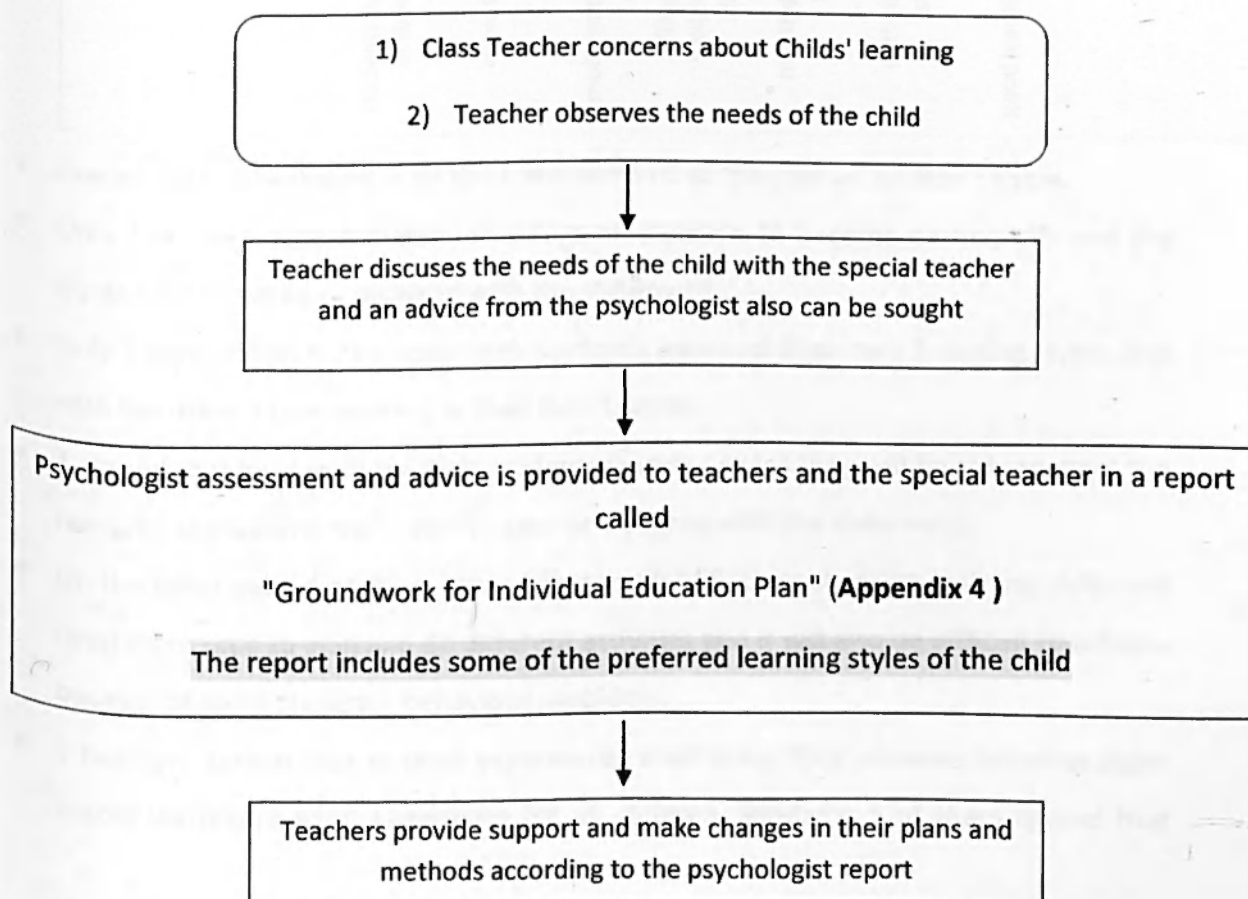 1) Class Teacher concerns about Childs' learning
2) Teacher observes the needs of the child
Teacher discuses the needs of the child with the special teacher
and an advice from the psychologist also can be sought
Psychologist assessment and advice is provided to teachers and the special teacher in a report
called
"Groundwork for Individual Education Plan" (Appendix 4 )
The report includes some of the preferred learning styles of the child
Teachers provide support and make changes in their plans and
methods according to the psychologist report